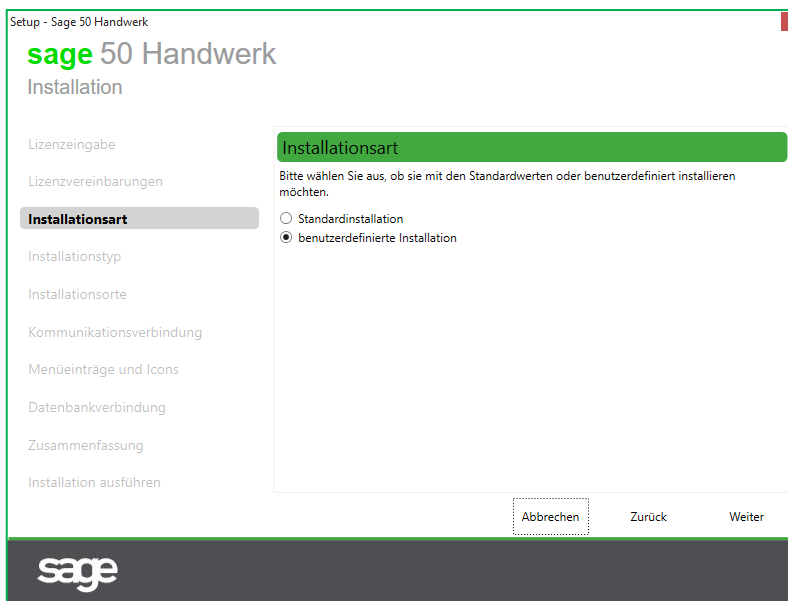 Setup - Sage 50 Handwerk
sage 50 Handwerk
Installation
Lizenzeingabe
Lizenzvereinbarungen
Installationsart
Installationstyp
Installationsorte
Kommunikationsverbindung
Menüeinträge und Icons
Datenbankverbindung
Zusammenfassung
Installation ausführen
Installationsart
Bitte wählen Sie aus, ob sie mit den Standardwerten oder benutzerdefiniert installieren
möchten.
Standardinstallation
benutzerdefinierte Installation
Abbrechen Zurück Weiter
sage